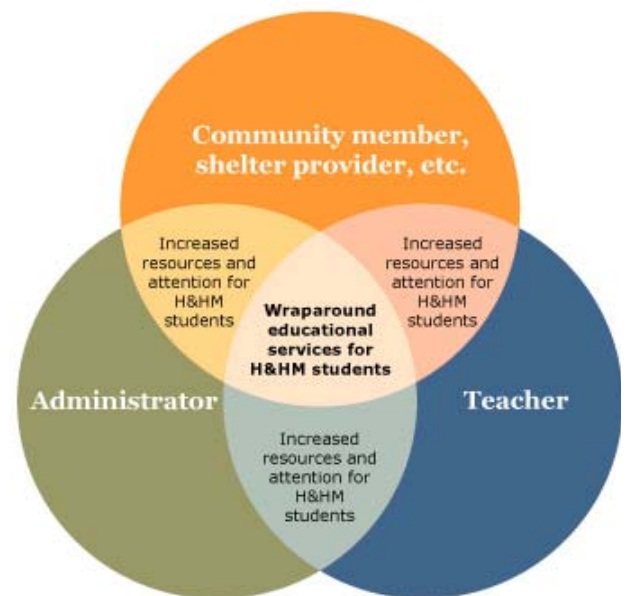 Community member,
shelter provider, etc.
Increased
resources and
attention for
H&HM
students
Increased
resources and
attention for
H&HM
students
Wraparound
educational
services for
H&HM students
Administrator
Teacher
Increased
resources and
attention for
H&HM
students